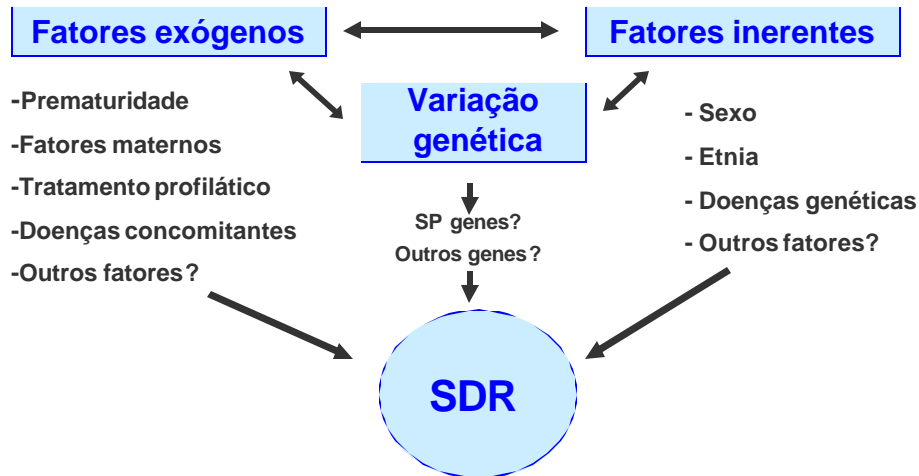 Fatores exógenos
Fatores inerentes
Variação
genética
-Prematuridade
-Fatores maternos
-Tratamento profilático
-Doenças concomitantes
-Outros fatores?
- Sexo
- Etnia
- Doenças genéticas
- Outros fatores?
SP genes?
Outros genes?
SDR